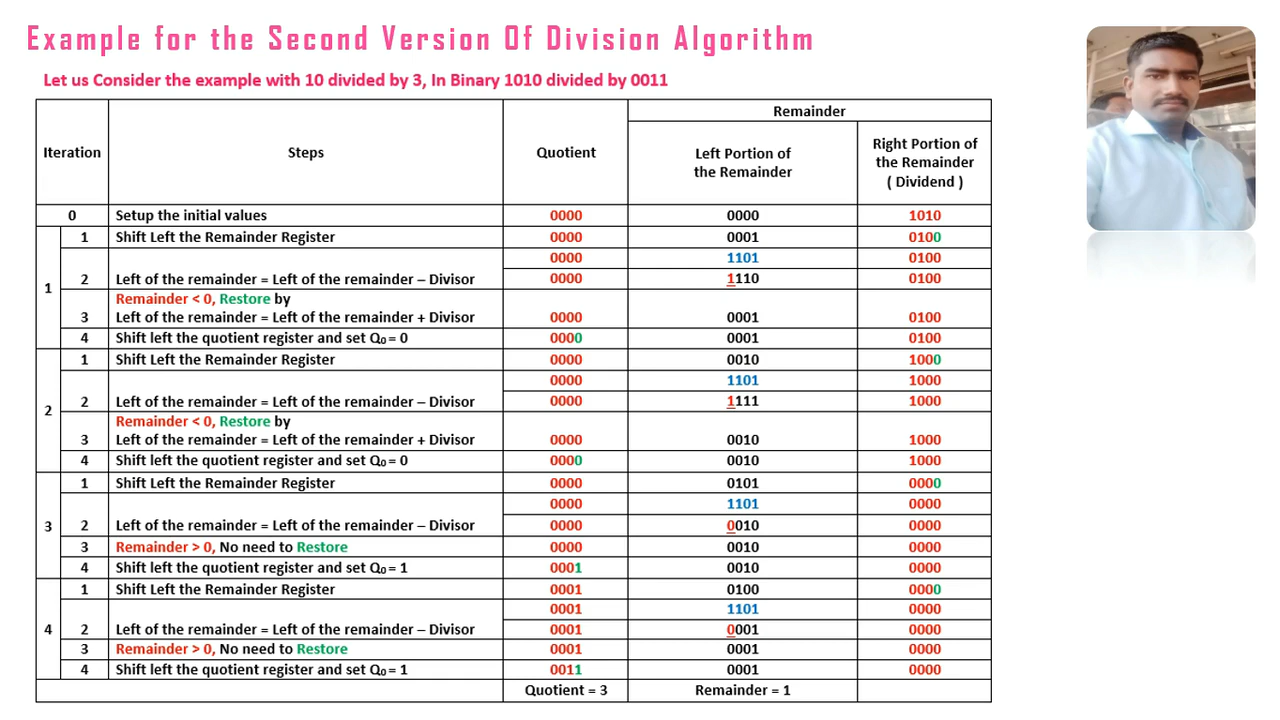 Example for the Second Version Of Division Algorithm
Let us Consider the example with 10 divided by 3, In Binary 1010 divided by 0011
Iteration Steps Quotient Remainder
Left Portion of the Remainder Right Portion of the Remainder ( Dividend )
0 Setup the initial values 0000 0000 1010
1 1 Shift Left the Remainder Register 0000 0001 0100
0000 1101 0100
2 Left of the remainder = Left of the remainder – Divisor 0000 1110 0100
Remainder < 0, Restore by
3 Left of the remainder = Left of the remainder + Divisor 0000 0001 0100
4 Shift left the quotient register and set Q0 = 0 0000 0001 0100
2 1 Shift Left the Remainder Register 0000 0010 1000
0000 1101 1000
2 Left of the remainder = Left of the remainder – Divisor 0000 1111 1000
Remainder < 0, Restore by
3 Left of the remainder = Left of the remainder + Divisor 0000 0010 1000
4 Shift left the quotient register and set Q0 = 0 0000 0010 1000
3 1 Shift Left the Remainder Register 0000 0101 0000
0000 1101 0000
2 Left of the remainder = Left of the remainder – Divisor 0000 0010 0000
3 Remainder > 0, No need to Restore 0000 0010 0000
4 Shift left the quotient register and set Q0 = 1 0001 0010 0000
4 1 Shift Left the Remainder Register 0001 0100 0000
0001 1101 0000
2 Left of the remainder = Left of the remainder – Divisor 0001 0001 0000
3 Remainder > 0, No need to Restore 0001 0001 0000
4 Shift left the quotient register and set Q0 = 1 0011 0001 0000
Quotient = 3 Remainder = 1